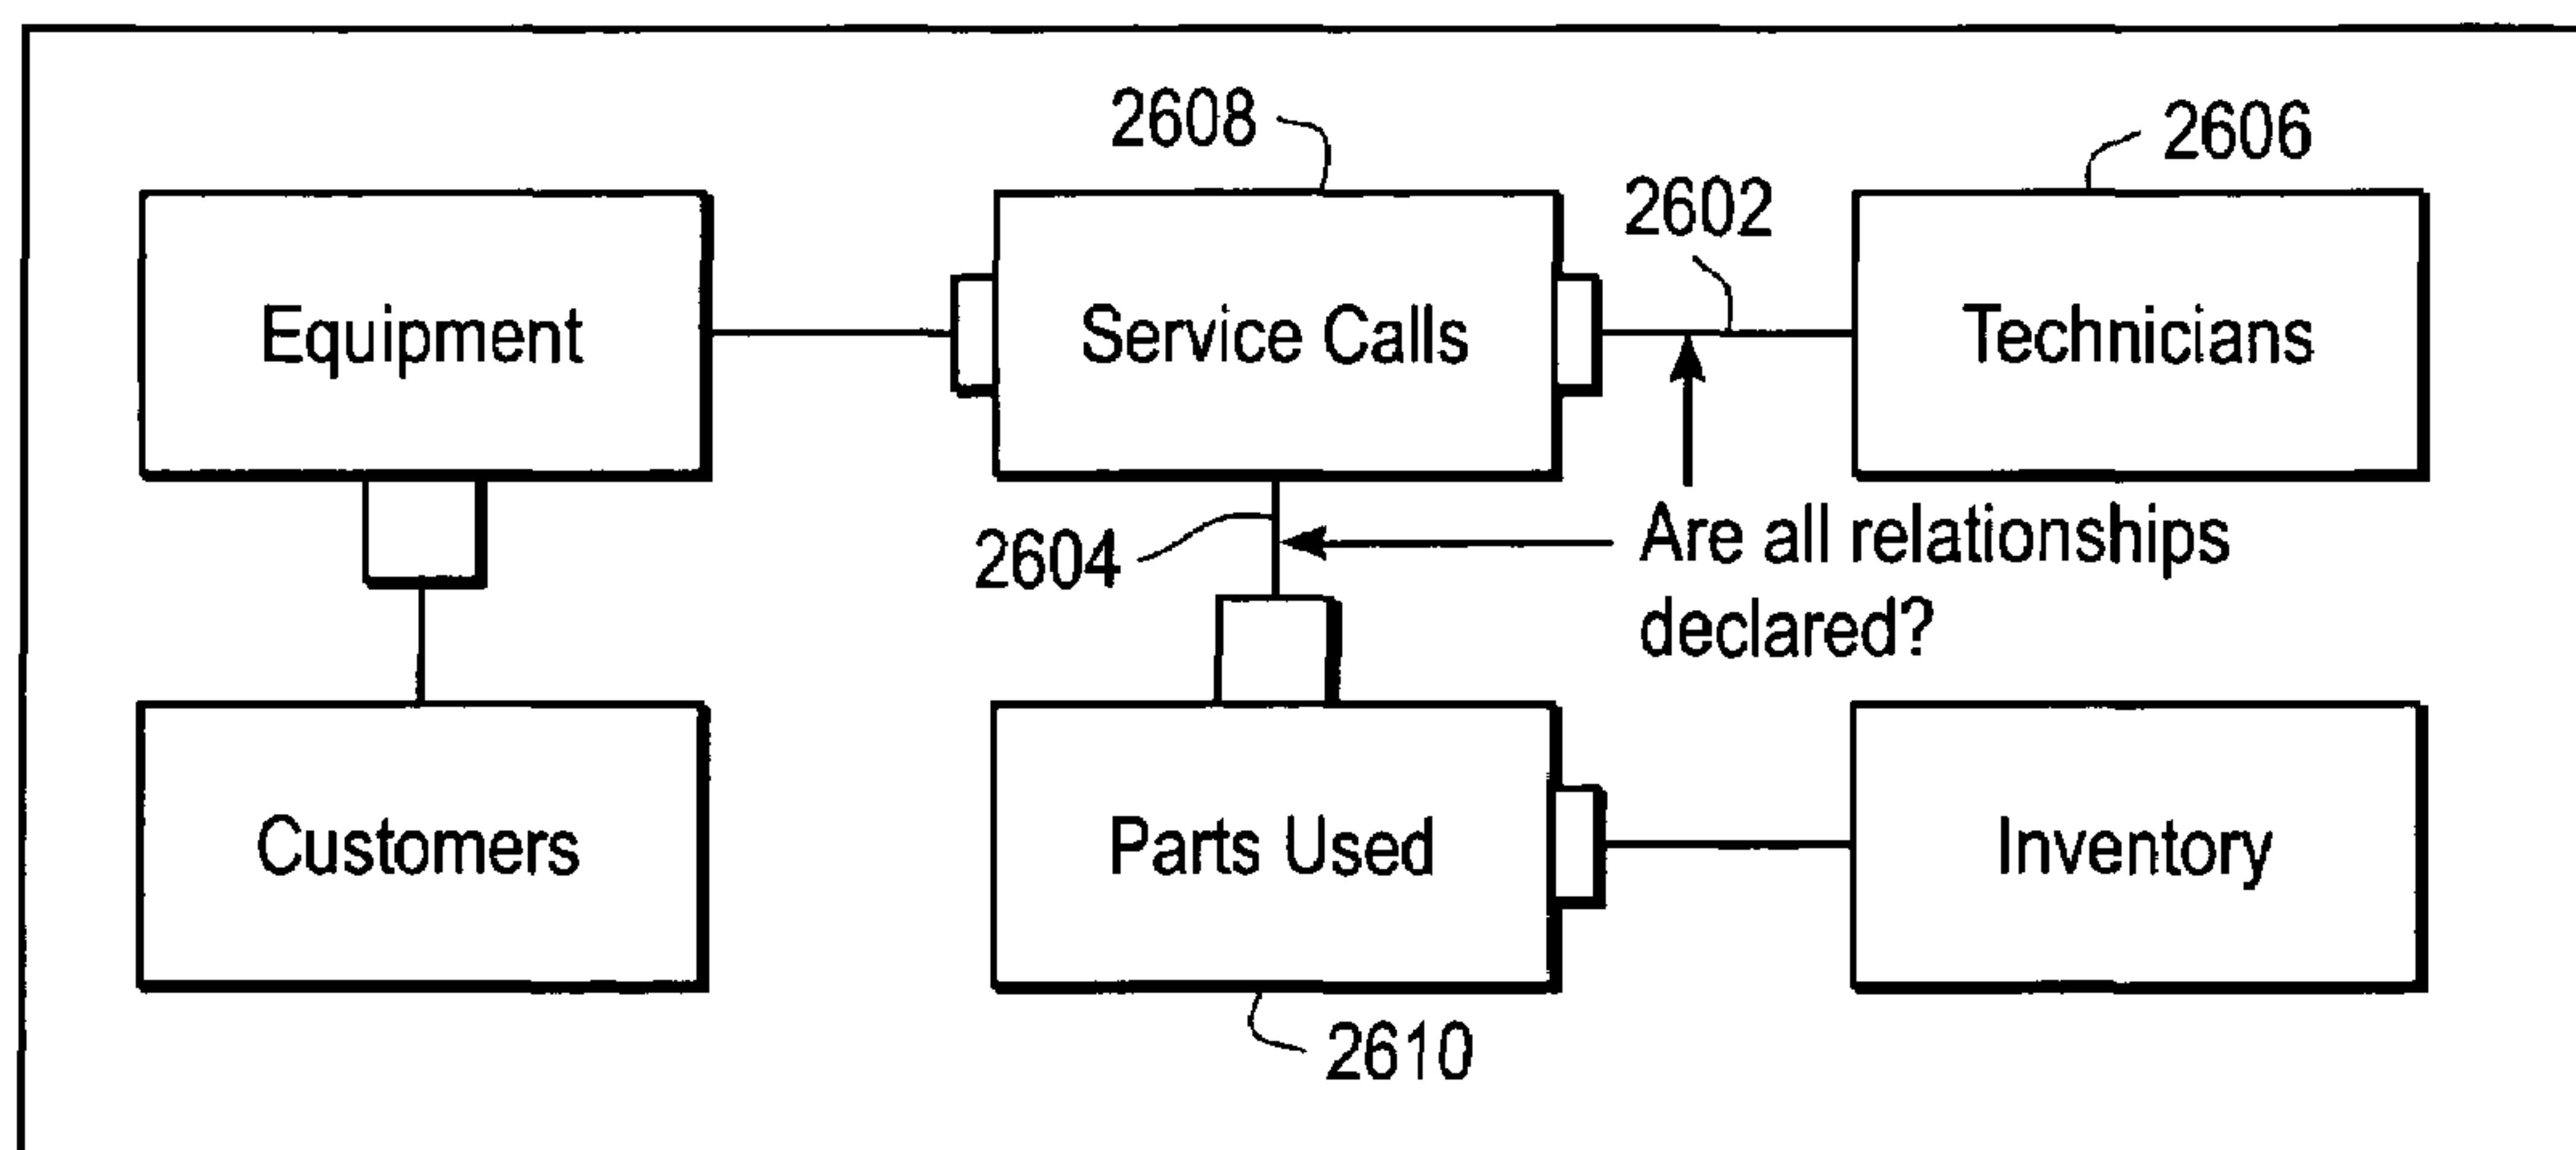 2608
2606
2602
Equipment
Service Calls
Technicians
2604
Are all relationships
declared?
Customers
Parts Used
Inventory
2610